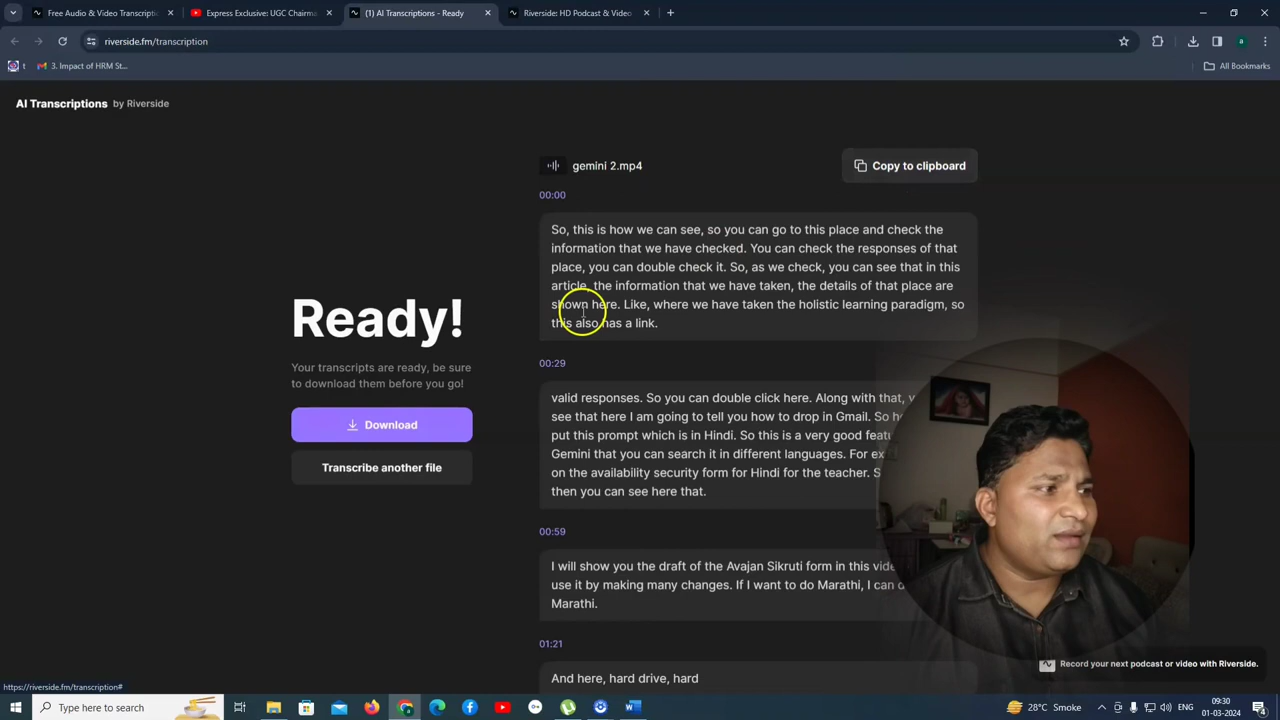 Free Audio & Video Transcripti
Express Exclusive: UGC Chairma
(1) AI Transcriptions - Ready
Riverside: HD Podcast & Video
riverside.fm/transcription
a
t
3. Impact of HRM St...
All Bookmarks
AI Transcriptions by Riverside
gemini 2.mp4
Copy to clipboard
00:00
So, this is how we can see, so you can go to this place and check the
information that we have checked. You can check the responses of that
place, you can double check it. So, as we check, you can see that in this
article, the information that we have taken, the details of that place are
shown here. Like, where we have taken the holistic learning paradigm, so
this also has a link.
Ready!
Your transcripts are ready, be sure
to download them before you go!
Download
Transcribe another file
00:29
valid responses. So you can double click here. Along with that,
see that here I am going to tell you how to drop in Gmail. So
put this prompt which is in Hindi. So this is a very good
Gemini that you can search it in different languages. For
on the availability security form for Hindi for the teacher.
then you can see here that.
00:59
I will show you the draft of the Avajan Sikruti form in this
use it by making many changes. If I want to do Marathi, I can
Marathi.
01:21
And here, hard drive, hard
Record your next podcast or video with Riverside.
https://riverside.fm/transcription#
Type here to search
28°C Smoke
ENG
09:30
01-03-2024